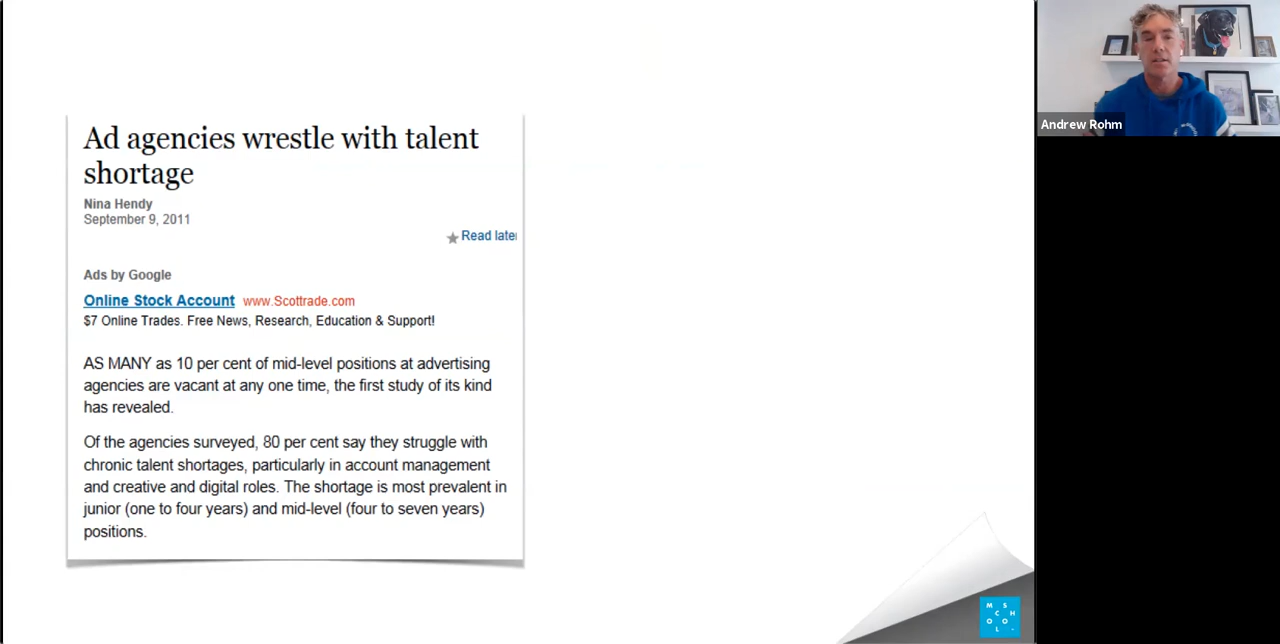 Ad agencies wrestle with talent
shortage
Nina Hendy
September 9, 2011
Read later
Ads by Google
Online Stock Account www.Scottrade.com
$7 Online Trades. Free News, Research, Education & Support!
AS MANY as 10 per cent of mid-level positions at advertising
agencies are vacant at any one time, the first study of its kind
has revealed.
Of the agencies surveyed, 80 per cent say they struggle with
chronic talent shortages, particularly in account management
and creative and digital roles. The shortage is most prevalent in
junior (one to four years) and mid-level (four to seven years)
positions.
Andrew Rohm
M S
C H
O O
L .